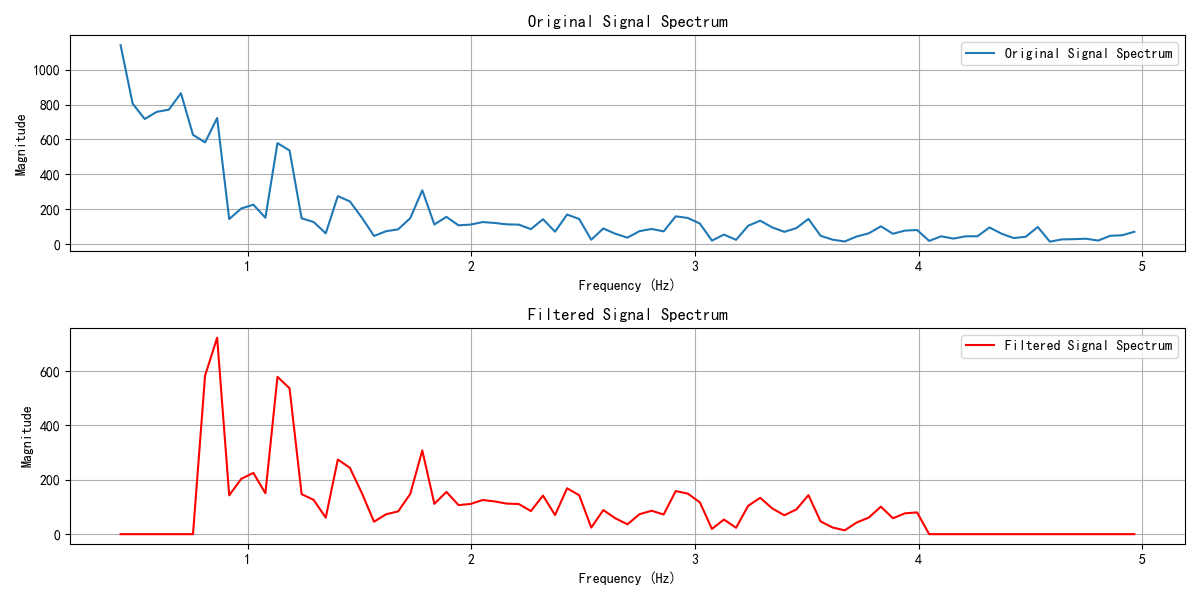 Original Signal Spectrum
Original Signal Spectrum
Magnitude
1000
800
600
400
200
0
1 2 3 4 5
Frequency (Hz)
Filtered Signal Spectrum
Filtered Signal Spectrum
Magnitude
600
400
200
0
1 2 3 4 5
Frequency (Hz)